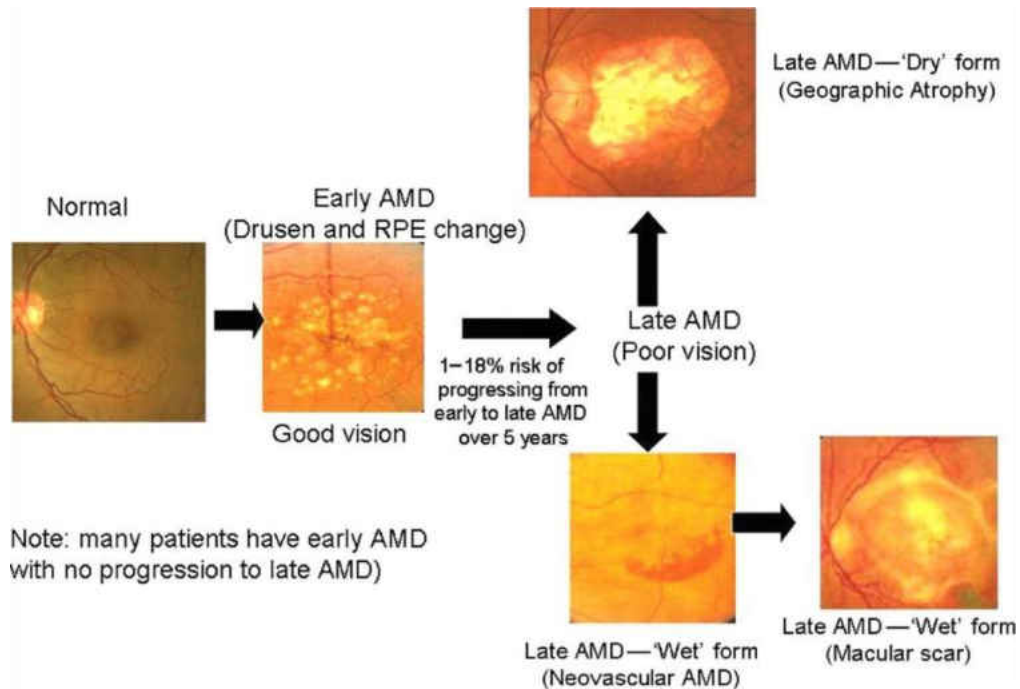 Late AMD—‘Dry’ form
(Geographic Atrophy)
Normal
Early AMD
(Drusen and RPE change)
Good vision
1–18% risk of
progressing from
early to late AMD
over 5 years
Late AMD
(Poor vision)
Note: many patients have early AMD
with no progression to late AMD)
Late AMD—‘Wet’ form
(Neovascular AMD)
Late AMD—‘Wet’ form
(Macular scar)